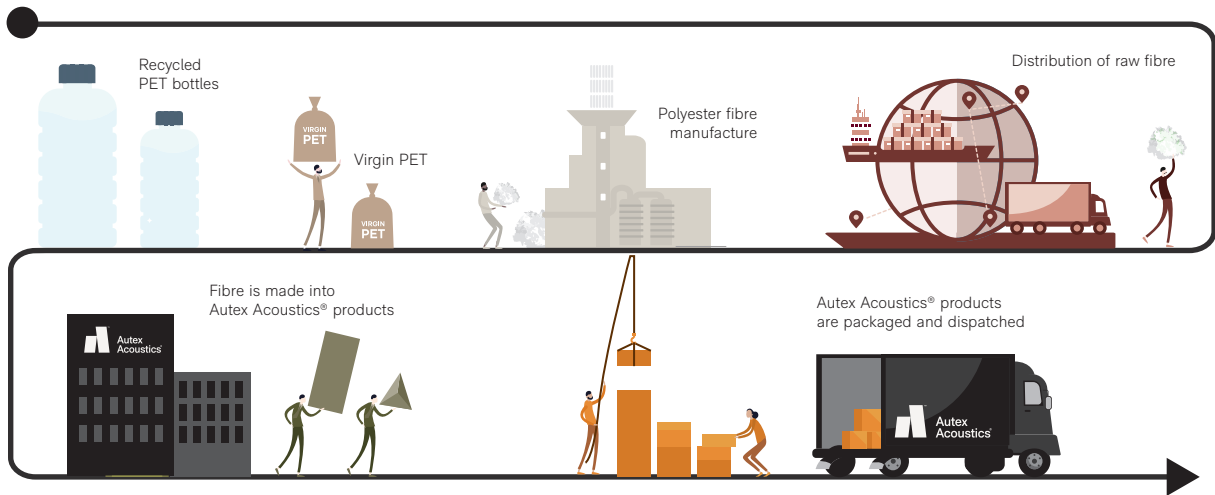 Recycled
PET bottles
VIRGIN
PET
Virgin PET
VIRGIN
PET
Polyester fibre
manufacture
Distribution of raw fibre
Fibre is made into
Autex Acoustics® products
Autex
Acoustics®
Autex Acoustics® products
are packaged and dispatched
Autex
Acoustics®